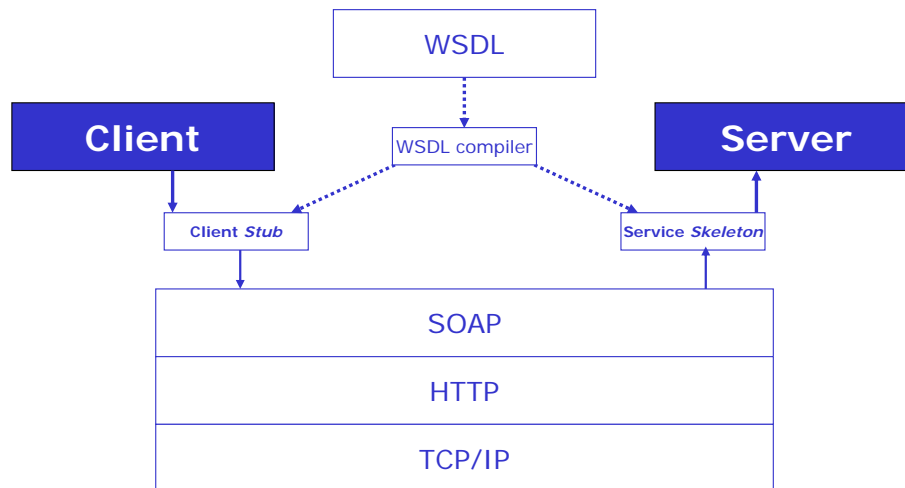 WSDL
Client
Server
WSDL compiler
Client Stub
Service Skeleton
SOAP
HTTP
TCP/IP